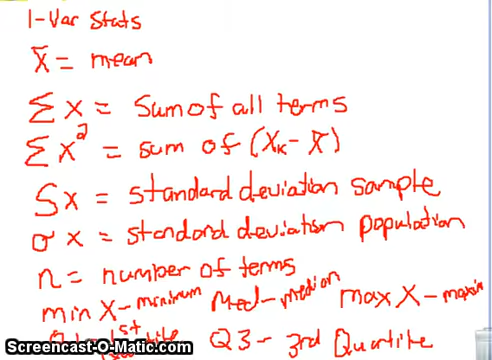 1-Var Stats
x̄ = mean
Σx = Sum of all terms
Σx² = sum of (xₖ - x̄)
Sx = standard deviation sample
σx = standard deviation population
n = number of terms
min X - minimum Med - median max X - maxim
1st Q3 - 3rd Quartile
Screencast-O-Matic.com